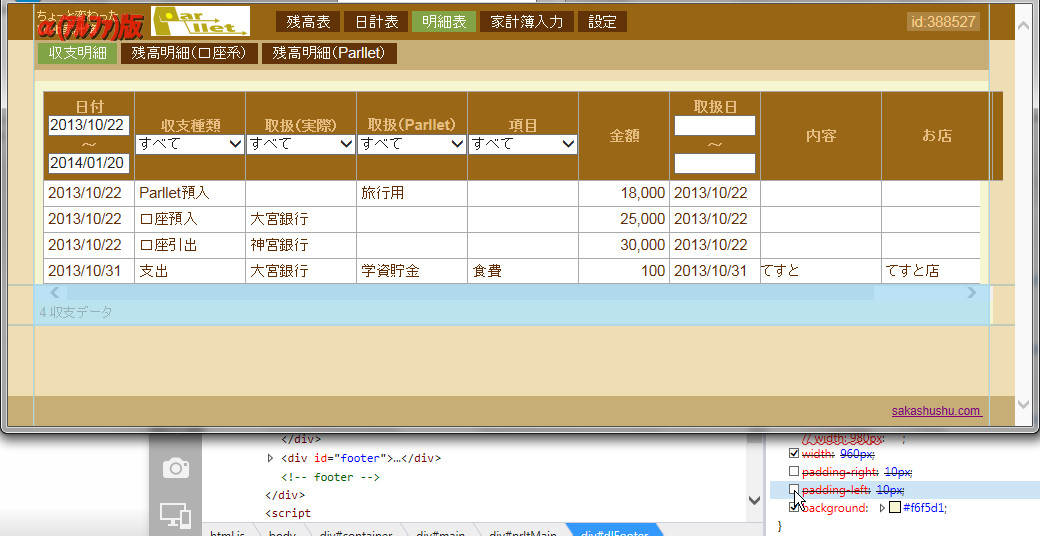 ちょーと変わった
α(アルファ)版
Parllet
残高表 日計表 明細表 家計簿入力 設定
id:388527
収支明細 残高明細(口座系) 残高明細(Parllet)
日付 収支種類 取扱(実際) 取扱(Parllet) 項目 金額 取扱日 内容 お店
2013/10/22 ～ 2014/01/20 すべて すべて すべて すべて ～
2013/10/22 Parllet預入 旅行用 18,000 2013/10/22
2013/10/22 口座預入 大宮銀行 25,000 2013/10/22
2013/10/22 口座引出 神宮銀行 30,000 2013/10/22
2013/10/31 支出 大宮銀行 学資貯金 食費 100 2013/10/31 てすと てすと店
4 収支データ
sakashushu.com
</div>
<div id="footer">…</div>
<!-- footer -->
</div>
<script
html.js body div#container div#main div#prltMain div#dlFooter
// width: 980px: ;
width: 960px;
padding-right: 10px;
padding-left: 10px;
background: #f6f5d1;
}